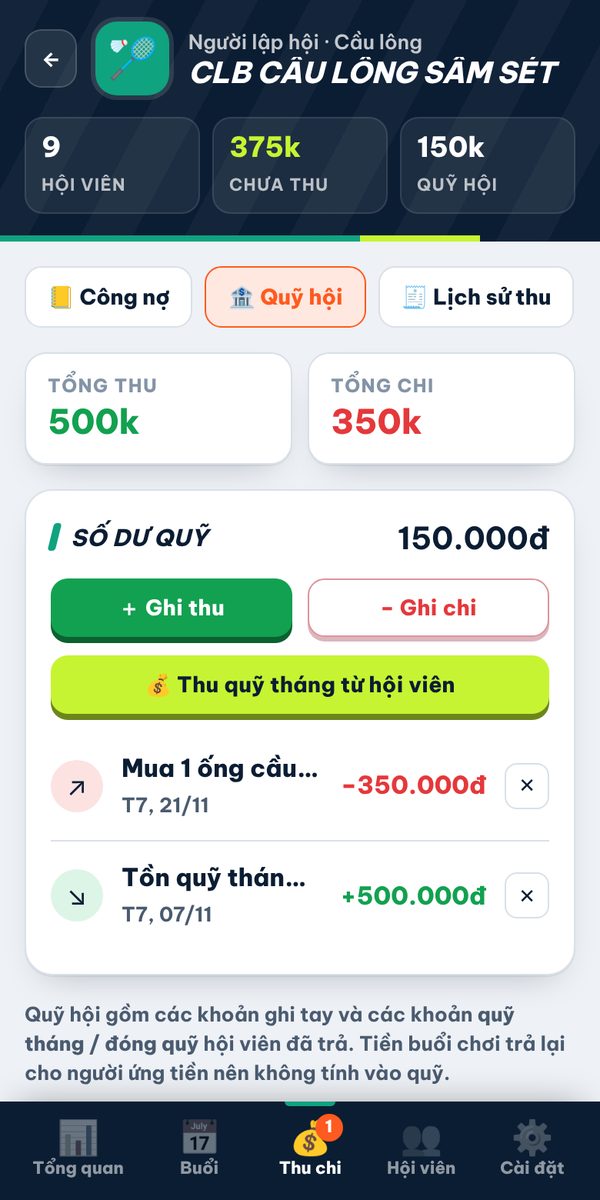 ←
Người lập hội · Cầu lông
CLB CẦU LÔNG SẤM SÉT
9
HỘI VIÊN
375k
CHƯA THU
150k
QUỸ HỘI
📒 Công nợ
🏦 Quỹ hội
🧾 Lịch sử thu
TỔNG THU
500k
TỔNG CHI
350k
SỐ DƯ QUỸ
150.000đ
+ Ghi thu
− Ghi chi
💰 Thu quỹ tháng từ hội viên
Mua 1 ống cầu...
T7, 21/11
−350.000đ
✕
Tồn quỹ thán...
T7, 07/11
+500.000đ
✕
Quỹ hội gồm các khoản ghi tay và các khoản quỹ
tháng / đóng quỹ hội viên đã trả. Tiền buổi chơi trả lại
cho người ứng tiền nên không tính vào quỹ.
July
17
1
Tổng quan
Buổi
Thu chi
Hội viên
Cài đặt